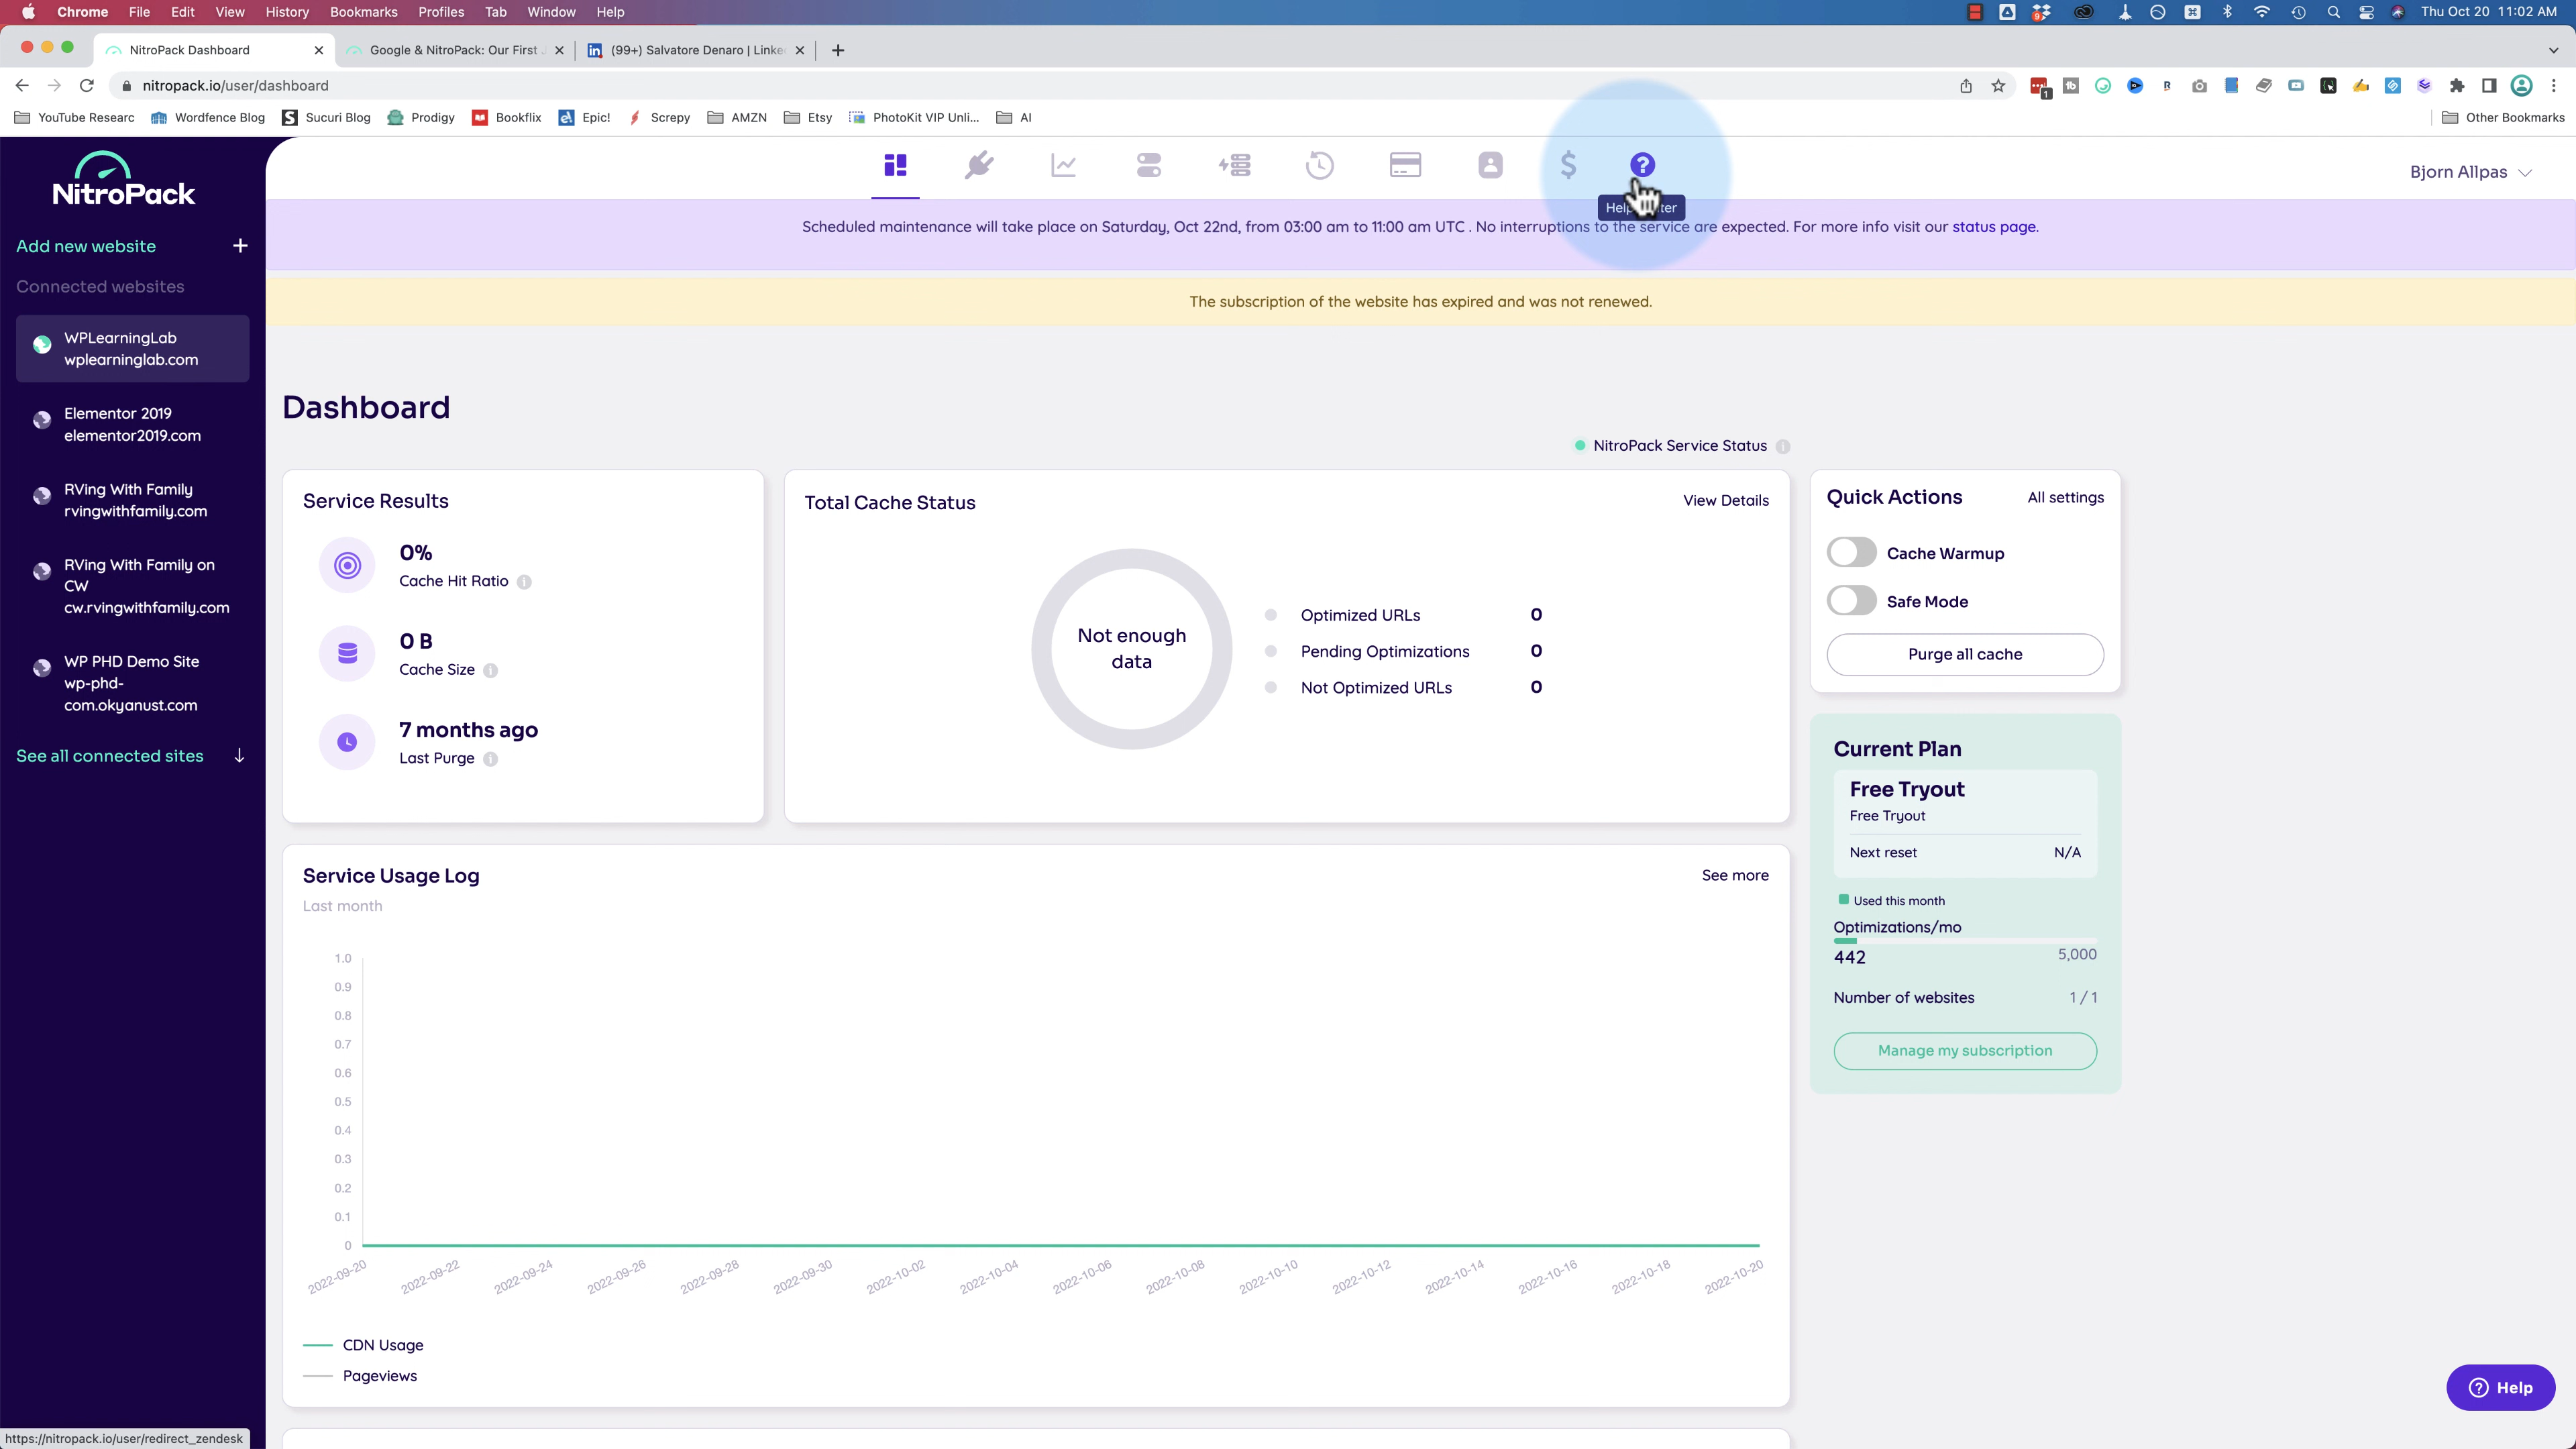 Chrome File Edit View History Bookmarks Profiles Tab Window Help
9
Thu Oct 20 11:02 AM
NitroPack Dashboard
Google & NitroPack: Our First J
in (99+) Salvatore Denaro | Linke
nitropack.io/user/dashboard
1
YouTube Researc
Wordfence Blog
Sucuri Blog
Prodigy
Bookflix
Epic!
Screpy
AMZN
Etsy
PhotoKit VIP Unli...
AI
Other Bookmarks
NitroPack
Bjorn Allpas
Add new website +
Connected websites
WPLearningLab
wplearninglab.com
Elementor 2019
elementor2019.com
RVing With Family
rvingwithfamily.com
RVing With Family on
CW
cw.rvingwithfamily.com
WP PHD Demo Site
wp-phd-
com.okyanust.com
See all connected sites
Scheduled maintenance will take place on Saturday, Oct 22nd, from 03:00 am to 11:00 am UTC . No interruptions to the service are expected. For more info visit our status page.
The subscription of the website has expired and was not renewed.
Dashboard
NitroPack Service Status
Service Results
0%
Cache Hit Ratio
0 B
Cache Size
7 months ago
Last Purge
Total Cache Status
View Details
Not enough
data
Optimized URLs 0
Pending Optimizations 0
Not Optimized URLs 0
Quick Actions
All settings
Cache Warmup
Safe Mode
Purge all cache
Current Plan
Free Tryout
Free Tryout
Next reset N/A
Used this month
Optimizations/mo
442 5,000
Number of websites 1 / 1
Manage my subscription
Service Usage Log
See more
Last month
1.0
0.9
0.8
0.7
0.6
0.5
0.4
0.3
0.2
0.1
0
2022-09-20 2022-09-22 2022-09-24 2022-09-26 2022-09-28 2022-09-30 2022-10-02 2022-10-04 2022-10-06 2022-10-08 2022-10-10 2022-10-12 2022-10-14 2022-10-16 2022-10-18 2022-10-20
CDN Usage
Pageviews
Help
https://nitropack.io/user/redirect_zendesk